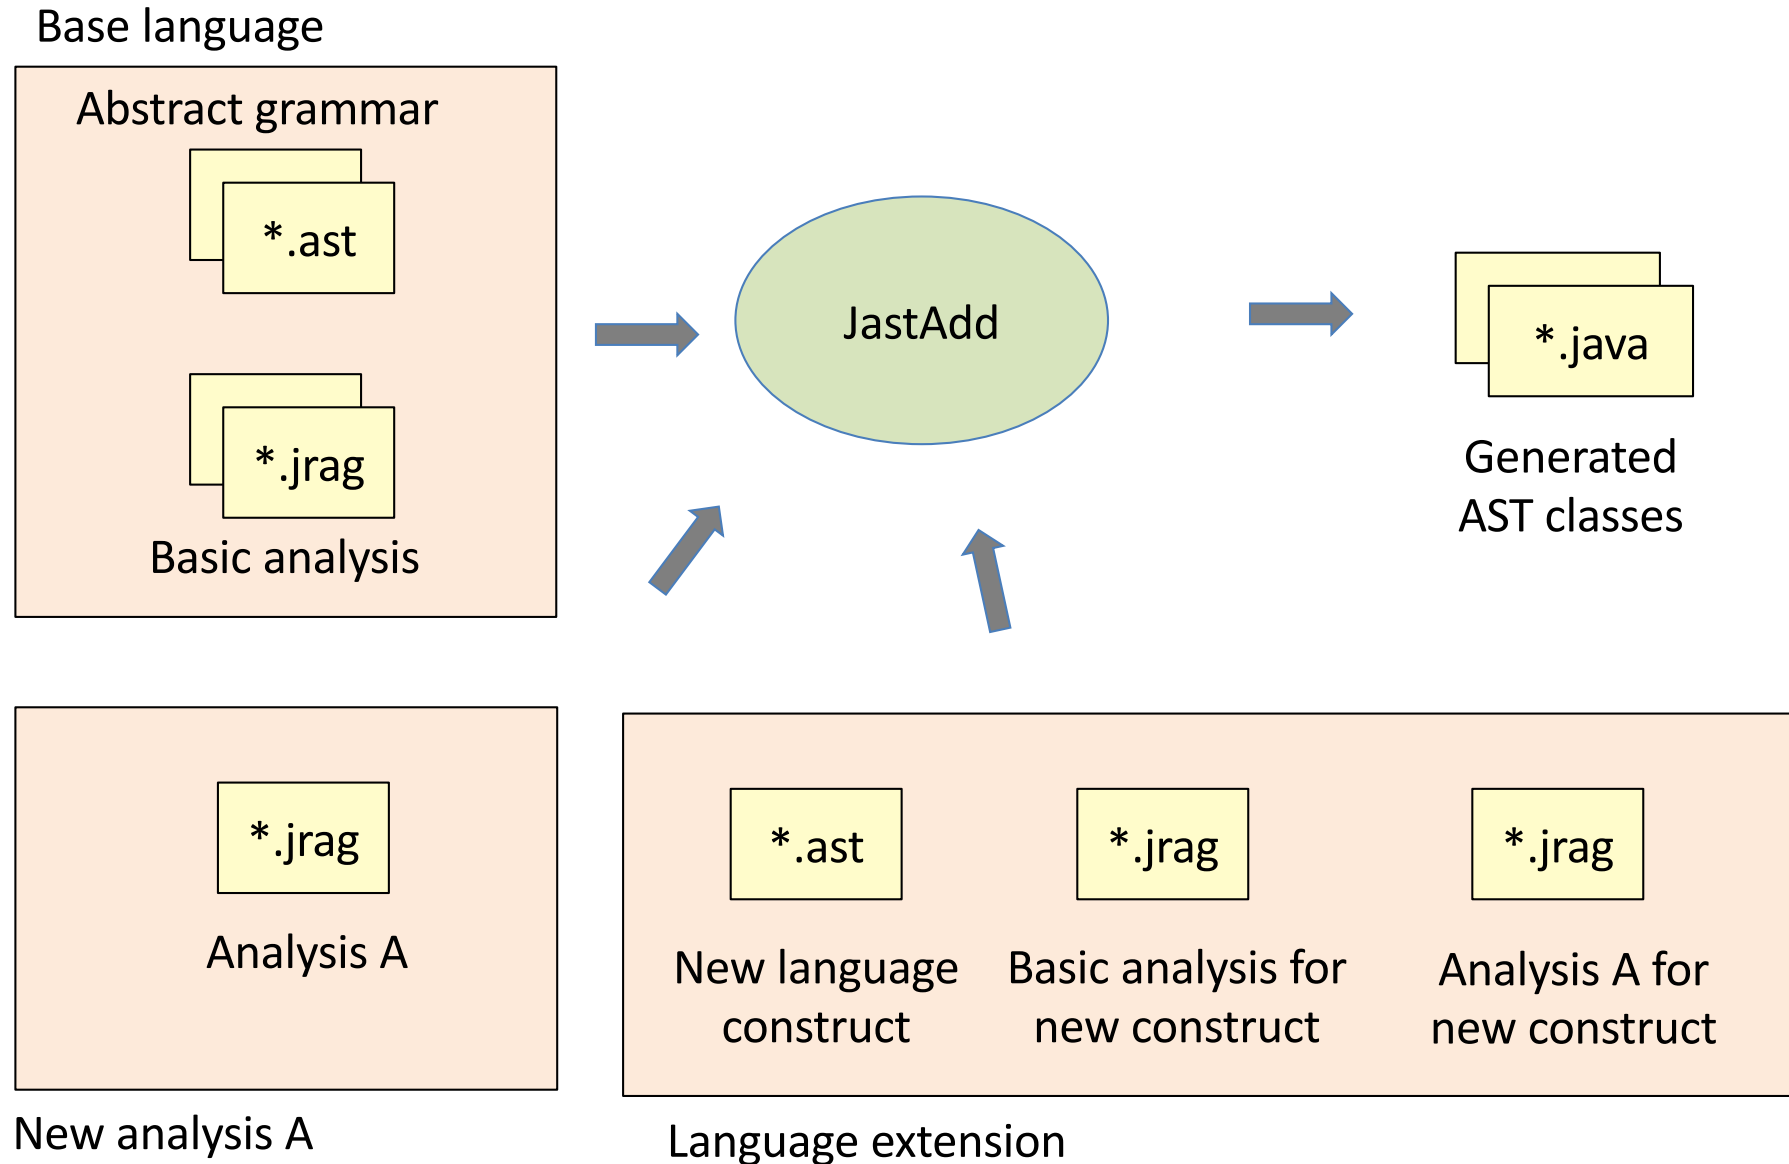 Base language
Abstract grammar
*.ast
*.jrag
Basic analysis
JastAdd
*.java
Generated
AST classes
*.jrag
Analysis A
New analysis A
*.ast
New language
construct
*.jrag
Basic analysis for
new construct
*.jrag
Analysis A for
new construct
Language extension